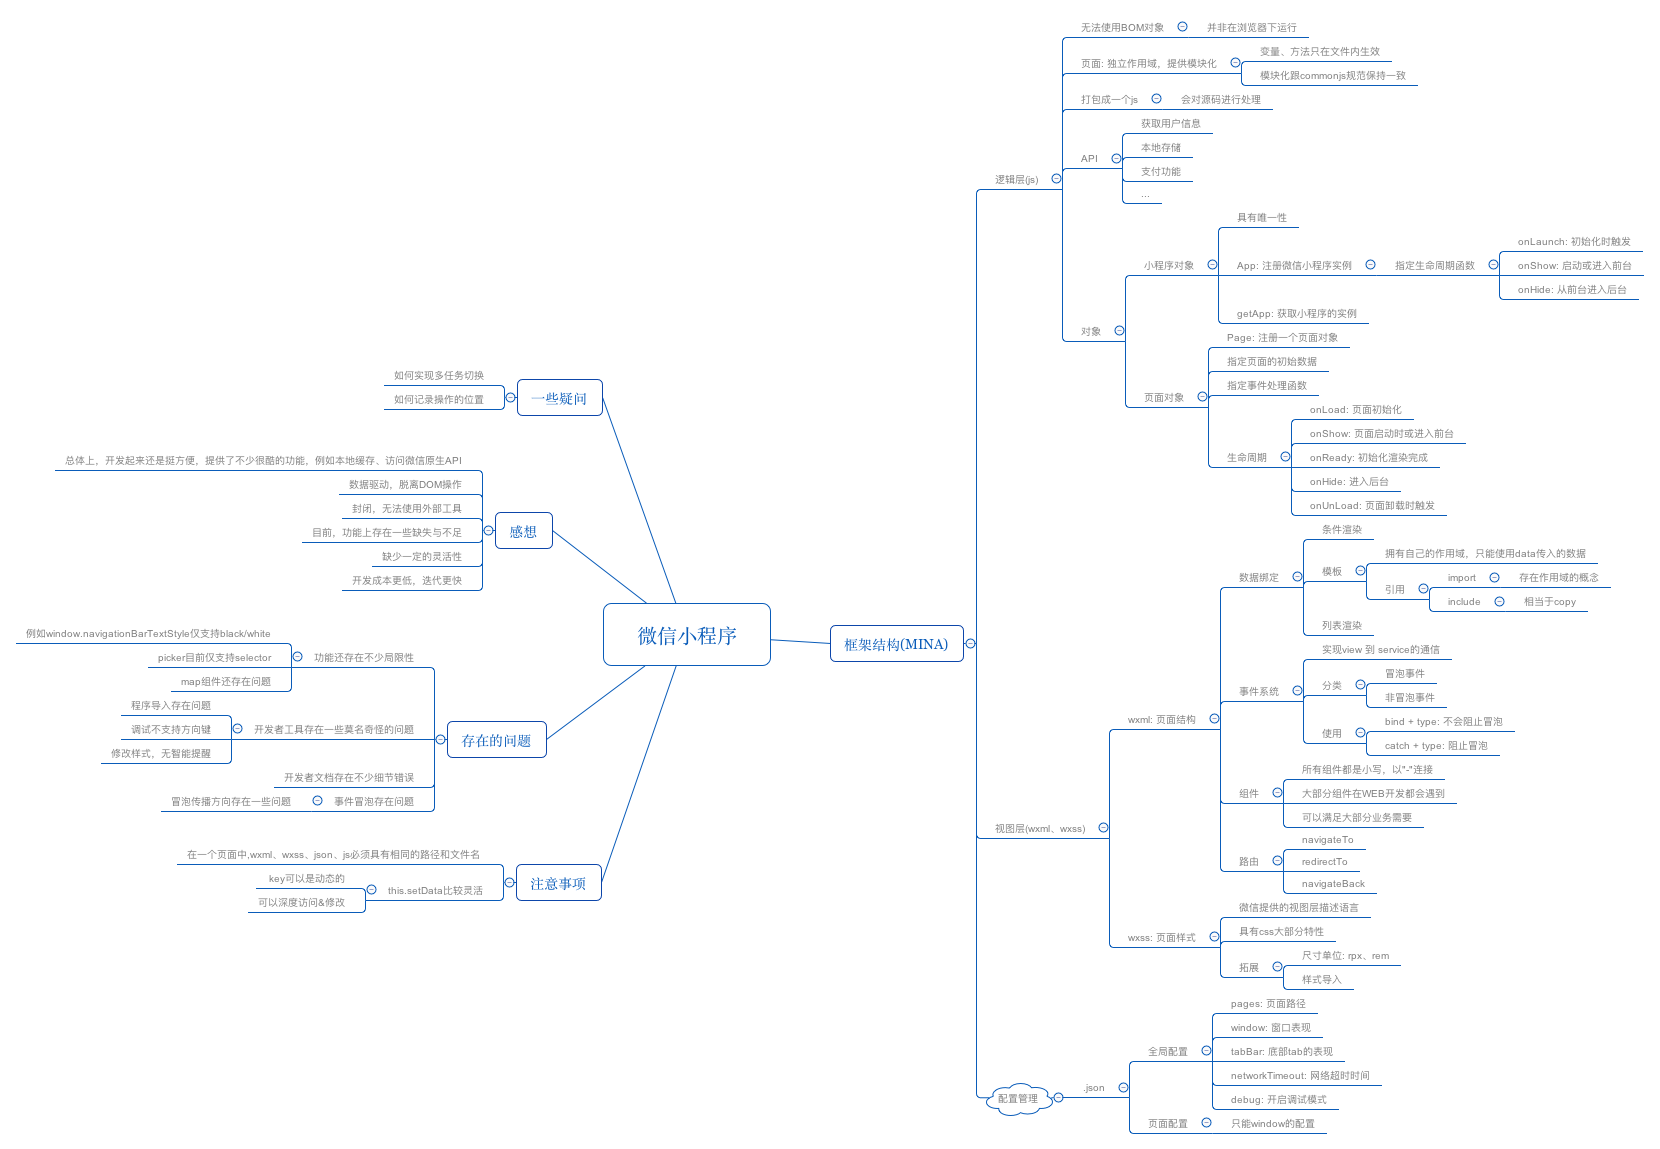 微信小程序
一些疑问
如何实现多任务切换
如何记录操作的位置
感想
总体上，开发起来还是挺方便，提供了不少很酷的功能，例如本地缓存、访问微信原生API
数据驱动，脱离DOM操作
封闭，无法使用外部工具
目前，功能上存在一些缺失与不足
缺少一定的灵活性
开发成本更低，迭代更快
存在的问题
功能还存在不少局限性
例如window.navigationBarTextStyle仅支持black/white
picker目前仅支持selector
map组件还存在问题
开发者工具存在一些莫名奇怪的问题
程序导入存在问题
调试不支持方向键
修改样式，无智能提醒
开发者文档存在不少细节错误
事件冒泡存在问题
冒泡传播方向存在一些问题
注意事项
在一个页面中,wxml、wxss、json、js必须具有相同的路径和文件名
this.setData比较灵活
key可以是动态的
可以深度访问&修改
框架结构(MINA)
逻辑层(js)
无法使用BOM对象
并非在浏览器下运行
页面: 独立作用域，提供模块化
变量、方法只在文件内生效
模块化跟commonjs规范保持一致
打包成一个js
会对源码进行处理
API
获取用户信息
本地存储
支付功能
...
对象
小程序对象
具有唯一性
App: 注册微信小程序实例
指定生命周期函数
onLaunch: 初始化时触发
onShow: 启动或进入前台
onHide: 从前台进入后台
getApp: 获取小程序的实例
页面对象
Page: 注册一个页面对象
指定页面的初始数据
指定事件处理函数
生命周期
onLoad: 页面初始化
onShow: 页面启动时或进入前台
onReady: 初始化渲染完成
onHide: 进入后台
onUnLoad: 页面卸载时触发
视图层(wxml、wxss)
wxml: 页面结构
数据绑定
条件渲染
模板
拥有自己的作用域，只能使用data传入的数据
引用
import
存在作用域的概念
include
相当于copy
列表渲染
事件系统
实现view 到 service的通信
分类
冒泡事件
非冒泡事件
使用
bind + type: 不会阻止冒泡
catch + type: 阻止冒泡
组件
所有组件都是小写，以"-"连接
大部分组件在WEB开发都会遇到
可以满足大部分业务需要
路由
navigateTo
redirectTo
navigateBack
wxss: 页面样式
微信提供的视图层描述语言
具有css大部分特性
拓展
尺寸单位: rpx、rem
样式导入
配置管理
.json
全局配置
pages: 页面路径
window: 窗口表现
tabBar: 底部tab的表现
networkTimeout: 网络超时时间
debug: 开启调试模式
页面配置
只能window的配置